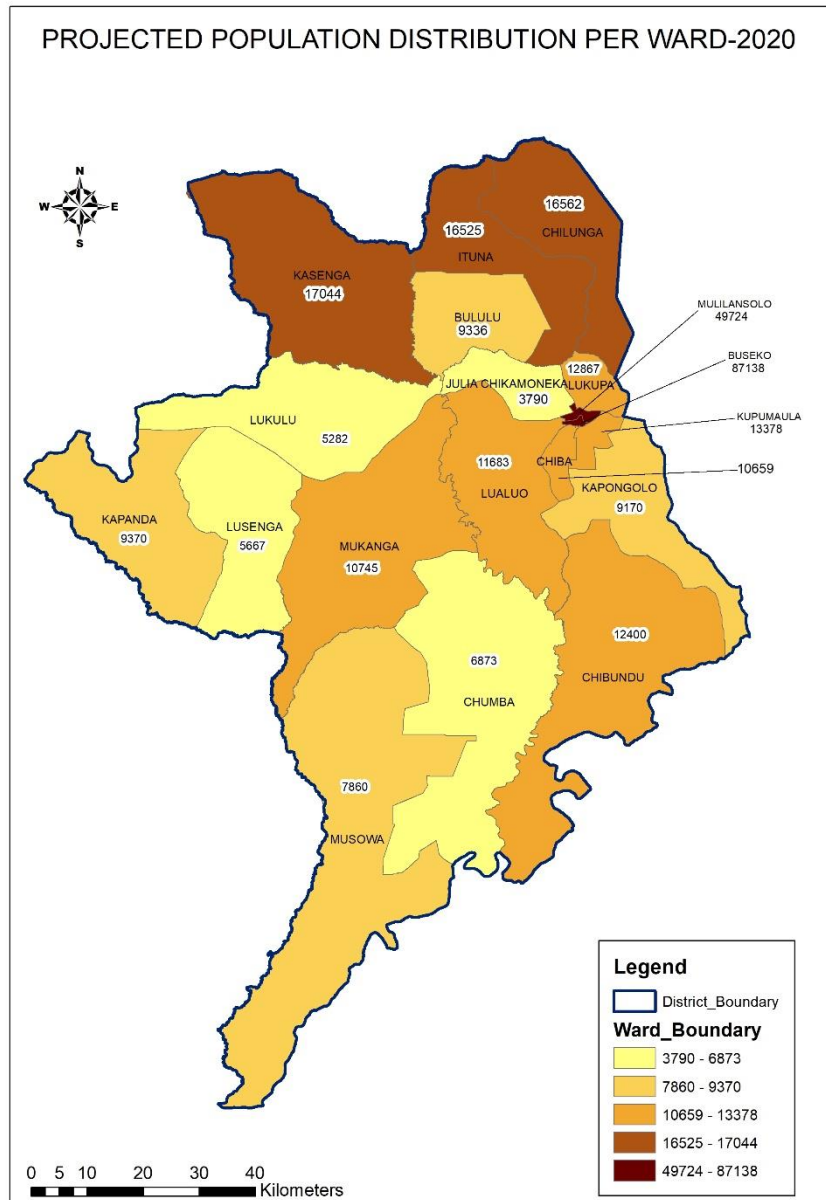 PROJECTED POPULATION DISTRIBUTION PER WARD-2020
N
W E
S
16562
CHILUNGA
16525
ITUNA
KASENGA
17044
BULULU
9336
MULILANSOLO
49724
BUSEKO
87138
12867
LUKUPA
JULIA CHIKAMONEKA
3790
KUPUMAULA
13378
LUKULU
5282
11683
LUALUO
CHIBA
10659
KAPONGOLO
9170
KAPANDA
9370
LUSENGA
5667
MUKANGA
10745
6873
CHUMBA
12400
CHIBUNDU
7860
MUSOWA
Legend
District_Boundary
Ward_Boundary
3790 - 6873
7860 - 9370
10659 - 13378
16525 - 17044
49724 - 87138
0 5 10 20 30 40
Kilometers